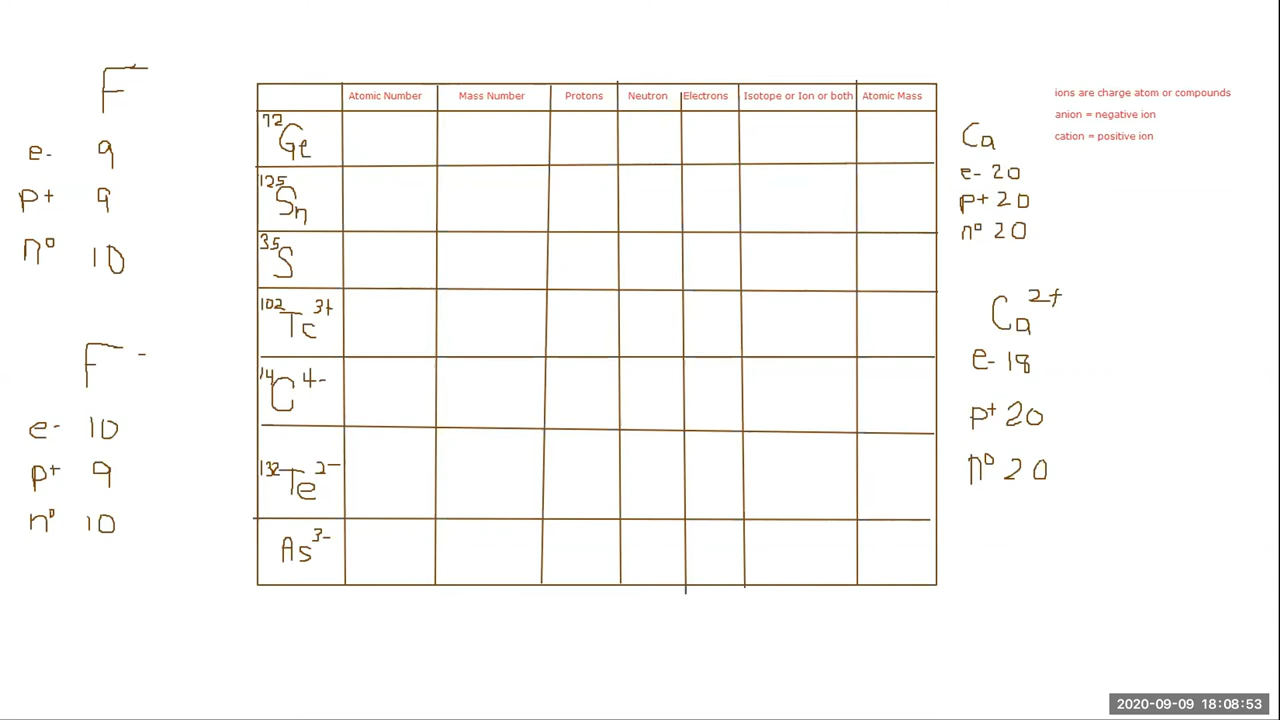 F
e- 9
p+ 9
n° 10
F -
e- 10
p+ 9
n° 10
Atomic Number Mass Number Protons Neutron Electrons Isotope or Ion or both Atomic Mass
72 Ge
125 Sn
35 S
102 Tc 3+
14 C 4-
132 Te 2-
As 3-
ions are charge atom or compounds
anion = negative ion
cation = positive ion
Ca
e- 20
p+ 20
n° 20
Ca 2+
e- 18
p+ 20
n° 20
2020-09-09 18:08:53